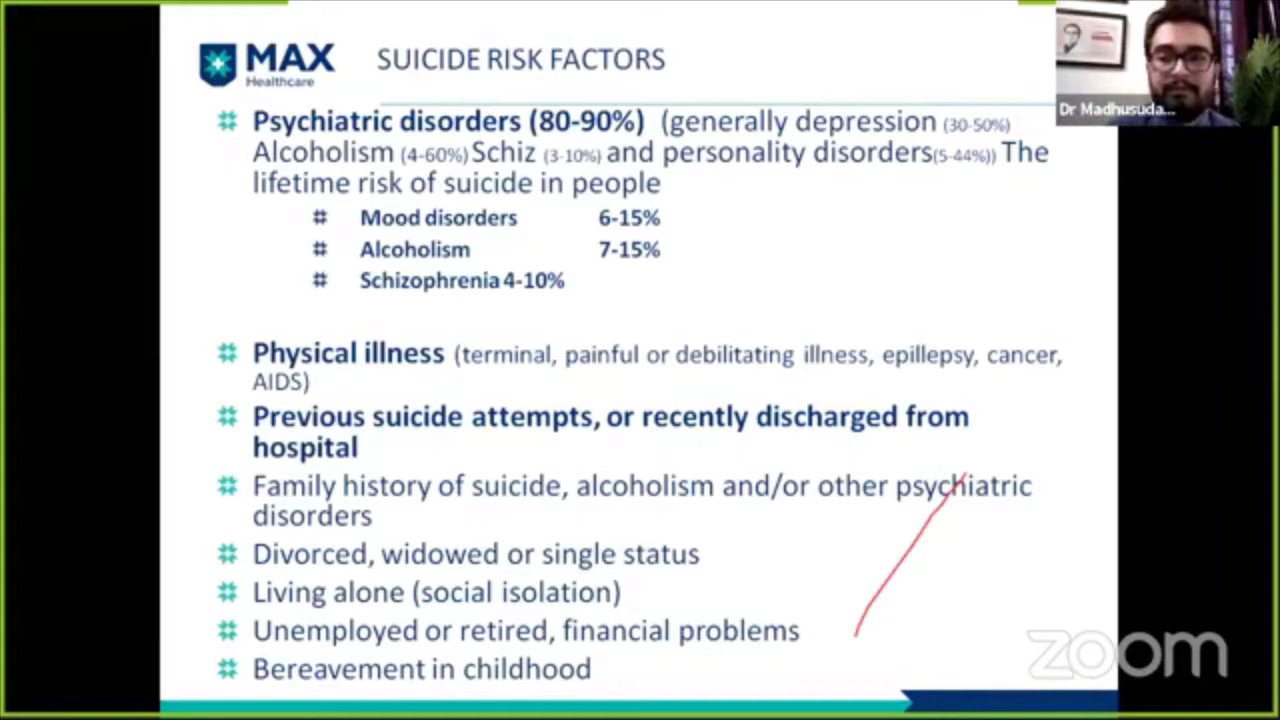 MAX
Healthcare
SUICIDE RISK FACTORS
Dr Madhusuda...
Psychiatric disorders (80-90%) (generally depression (30-50%)
Alcoholism (4-60%) Schiz (3-10%) and personality disorders(5-44%)) The
lifetime risk of suicide in people
# Mood disorders 6-15%
# Alcoholism 7-15%
# Schizophrenia 4-10%
Physical illness (terminal, painful or debilitating illness, epillepsy, cancer,
AIDS)
Previous suicide attempts, or recently discharged from
hospital
Family history of suicide, alcoholism and/or other psychiatric
disorders
Divorced, widowed or single status
Living alone (social isolation)
Unemployed or retired, financial problems
Bereavement in childhood
zoom